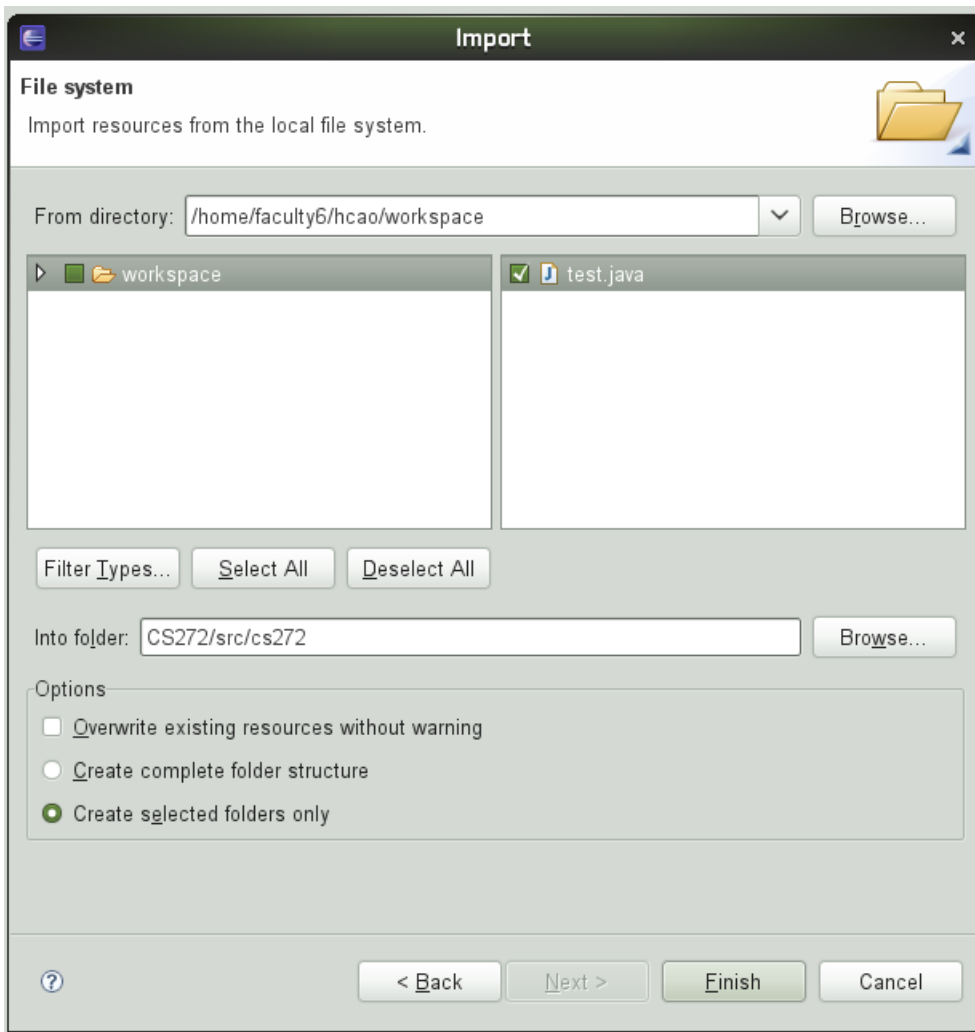 Import
File system
Import resources from the local file system.
From directory: /home/faculty6/hcao/workspace Browse...
workspace test.java
Filter Types... Select All Deselect All
Into folder: CS272/src/cs272 Browse...
Options
Overwrite existing resources without warning
Create complete folder structure
Create selected folders only
? < Back Next > Finish Cancel